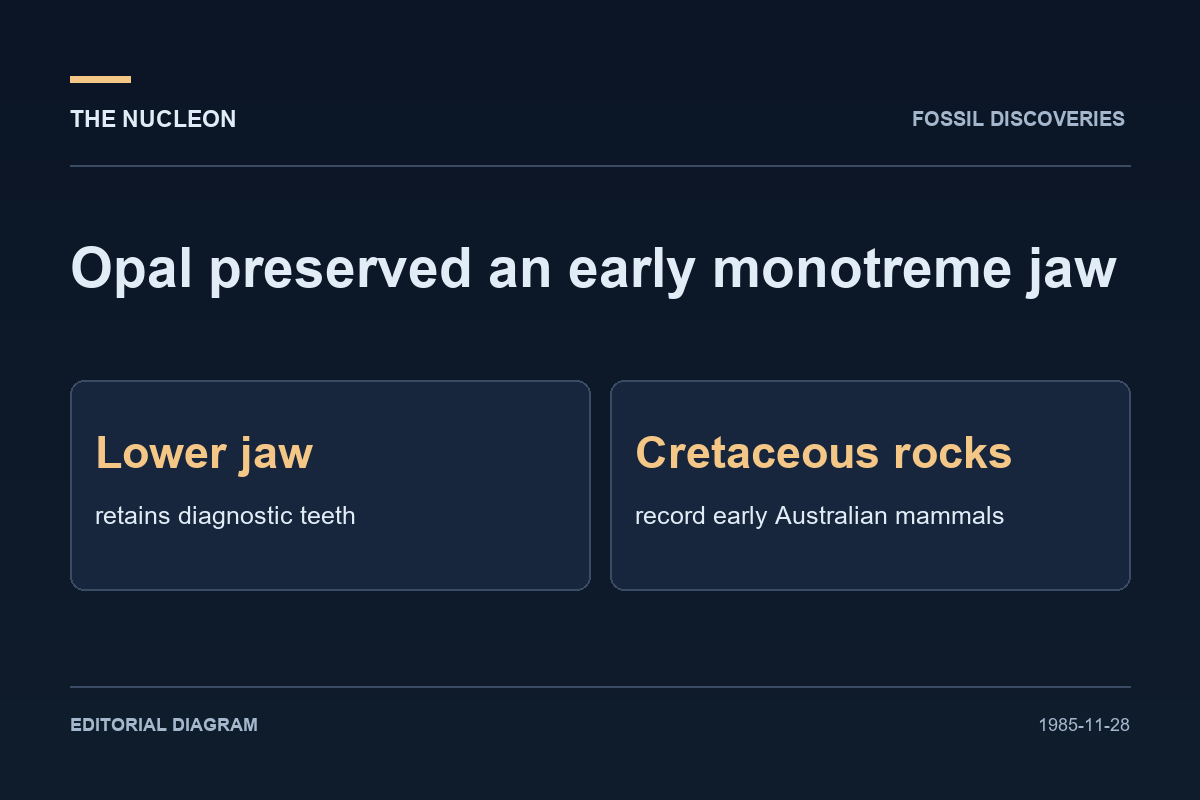 THE NUCLEON
FOSSIL DISCOVERIES
Opal preserved an early monotreme jaw
Lower jaw
retains diagnostic teeth
Cretaceous rocks
record early Australian mammals
EDITORIAL DIAGRAM
1985-11-28